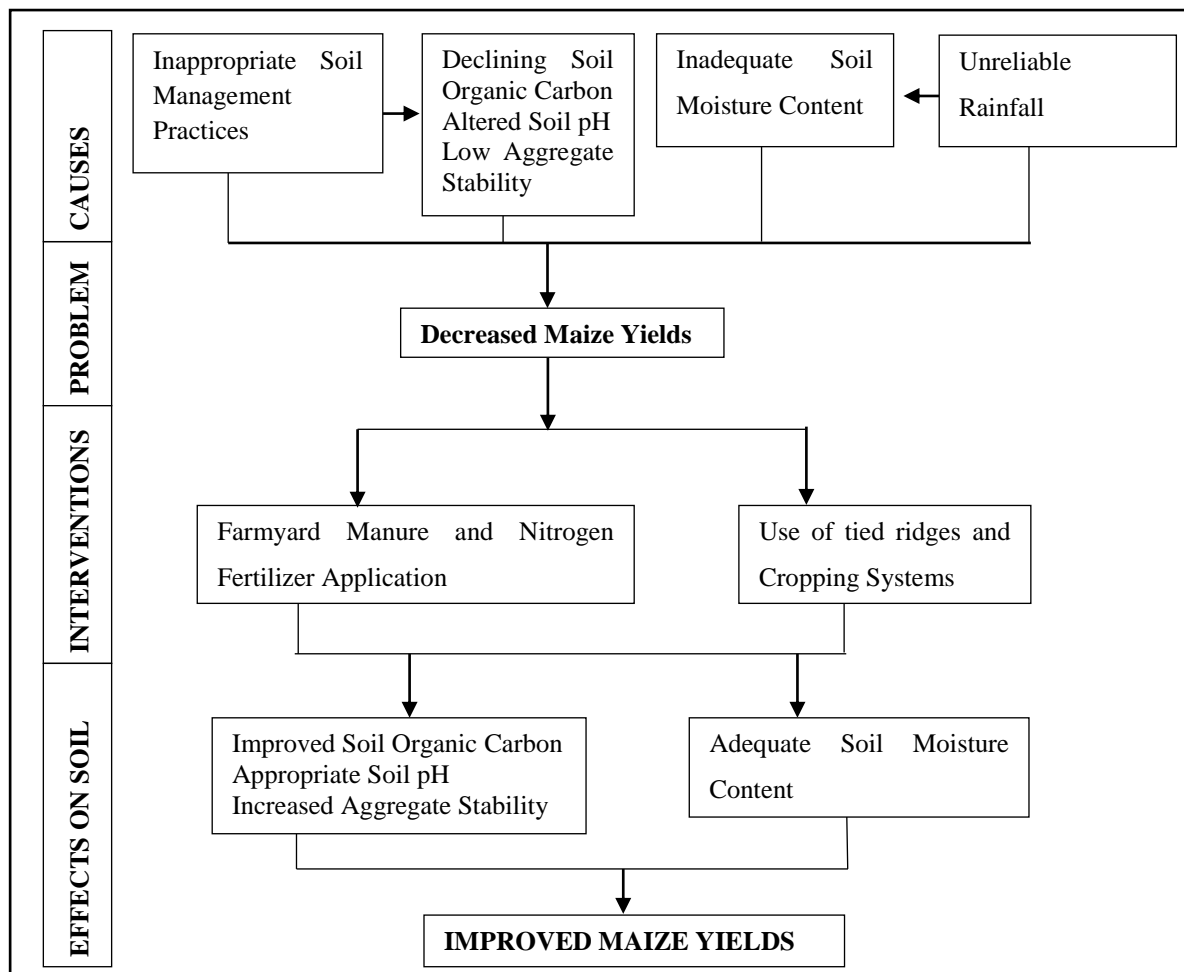 CAUSES
Inappropriate Soil
Management
Practices
Declining Soil
Organic Carbon
Altered Soil pH
Low Aggregate
Stability
Inadequate Soil
Moisture Content
Unreliable
Rainfall
PROBLEM
Decreased Maize Yields
INTERVENTIONS
Farmyard Manure and Nitrogen
Fertilizer Application
Use of tied ridges and
Cropping Systems
EFFECTS ON SOIL
Improved Soil Organic Carbon
Appropriate Soil pH
Increased Aggregate Stability
Adequate Soil Moisture
Content
IMPROVED MAIZE YIELDS